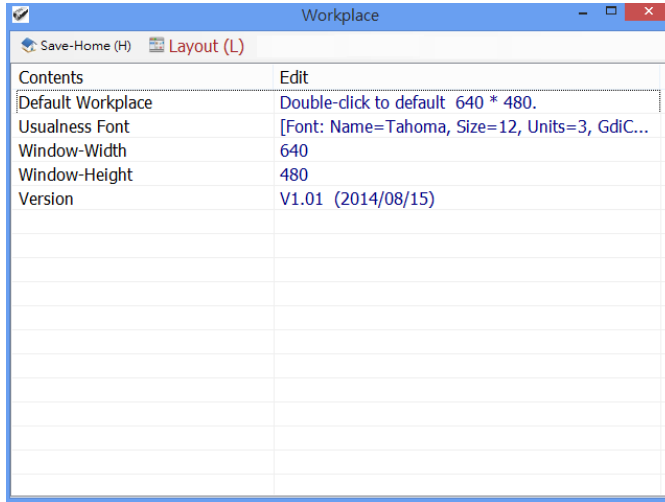 Workplace
Save-Home (H) Layout (L)
Contents Edit
Default Workplace Double-click to default 640 * 480.
Usualness Font [Font: Name=Tahoma, Size=12, Units=3, GdiC...
Window-Width 640
Window-Height 480
Version V1.01 (2014/08/15)